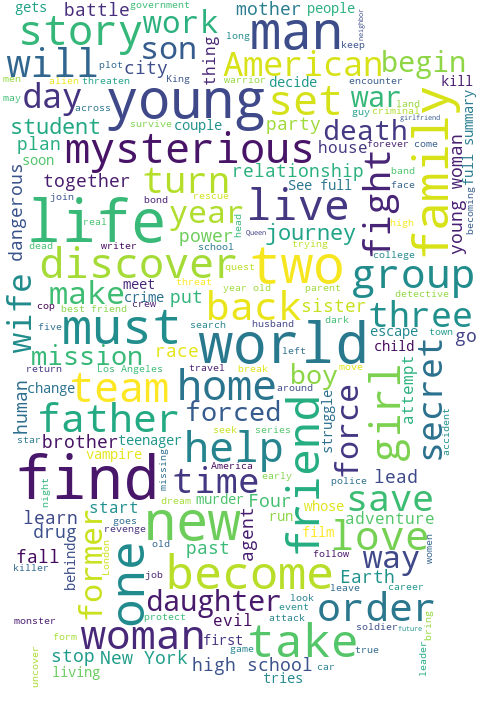 gets
government
battle
mother
people
neighbor
long
keep
story
work
man
thing
will
son
plot
city
King
American
begin
men
alien
threaten
warrior
decide
encounter
kill
day
may
across
young
set
war
land
criminal
family
girlfriend
student
survive
couple
party
death
guy
forever
come
plan
soon
mysterious
house
band
full summary
together
relationship
face
young woman
dangerous
join
bond
rescue
turn
See full
fight
becoming
life
real
year
head
live
dead
writer
power
school
Queen
journey
trying
high
college
discover
quest
two
group
wife
make
meet
year old
parent
detective
cop
crew
crime
put
back
threat
sister
dark
three
five
best friend
must
search
husband
world
left
escape
town
go
mission
race
boy
child
return
Los Angeles
travel
break
home
around
move
human
change
team
struggle
attempt
secret
accident
star
father
forced
force
girl
brother
teenager
seek
series
help
friend
night
vampire
missing
America
police
find
time
early
lead
dream
murder
Four
whose
save
start
former
new
run
adventure
learn
goes
drug
revenge
London
film
love
agent
past
follow
women
fall
behind
old
one
killer
job
become
look
Earth
leave
career
way
event
daughter
attack
soldier
future
order
monster
protect
evil
bring
form
woman
first
take
true
leader
stop
New York
game
uncover
living
high school
car
tries